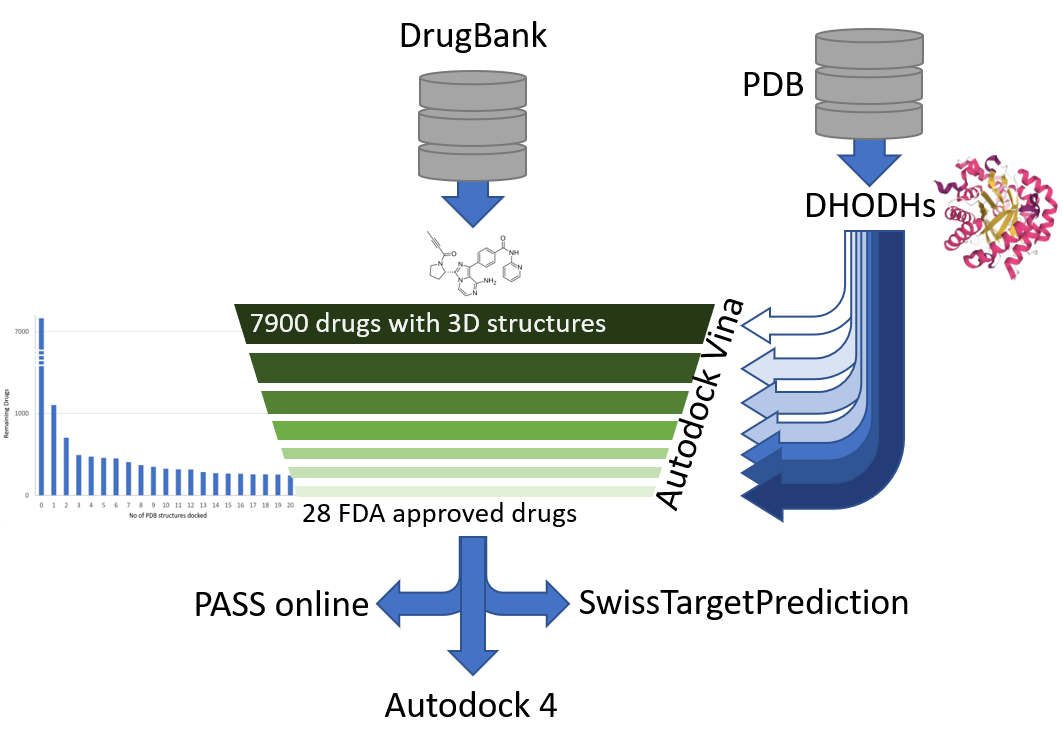 DrugBank
PDB
DHODHs
O
N
O
NH
N
N
N
NH₂
N
7900 drugs with 3D structures
Autodock Vina
Remaining Drugs
7000
1000
0
0 1 2 3 4 5 6 7 8 9 10 11 12 13 14 15 16 17 18 19 20
No of PDB structures docked
28 FDA approved drugs
PASS online
SwissTargetPrediction
Autodock 4